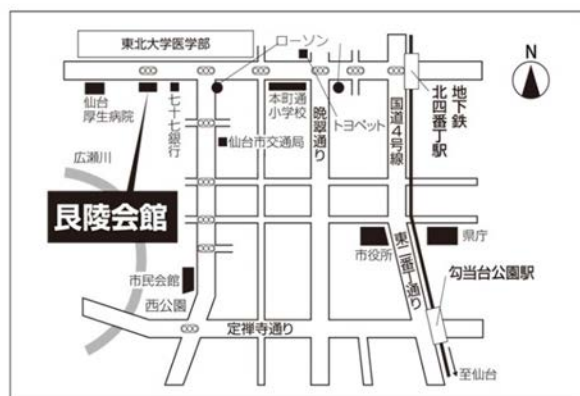 東北大学医学部
ローソン
N
仙台
厚生病院
七十七銀行
本町通
小学校
晩翠通り
トヨペット
国道4号線
地下鉄
北四番丁駅
仙台市交通局
広瀬川
艮陵会館
市役所
東二番丁通り
県庁
市民会館
西公園
勾当台公園駅
定禅寺通り
至仙台